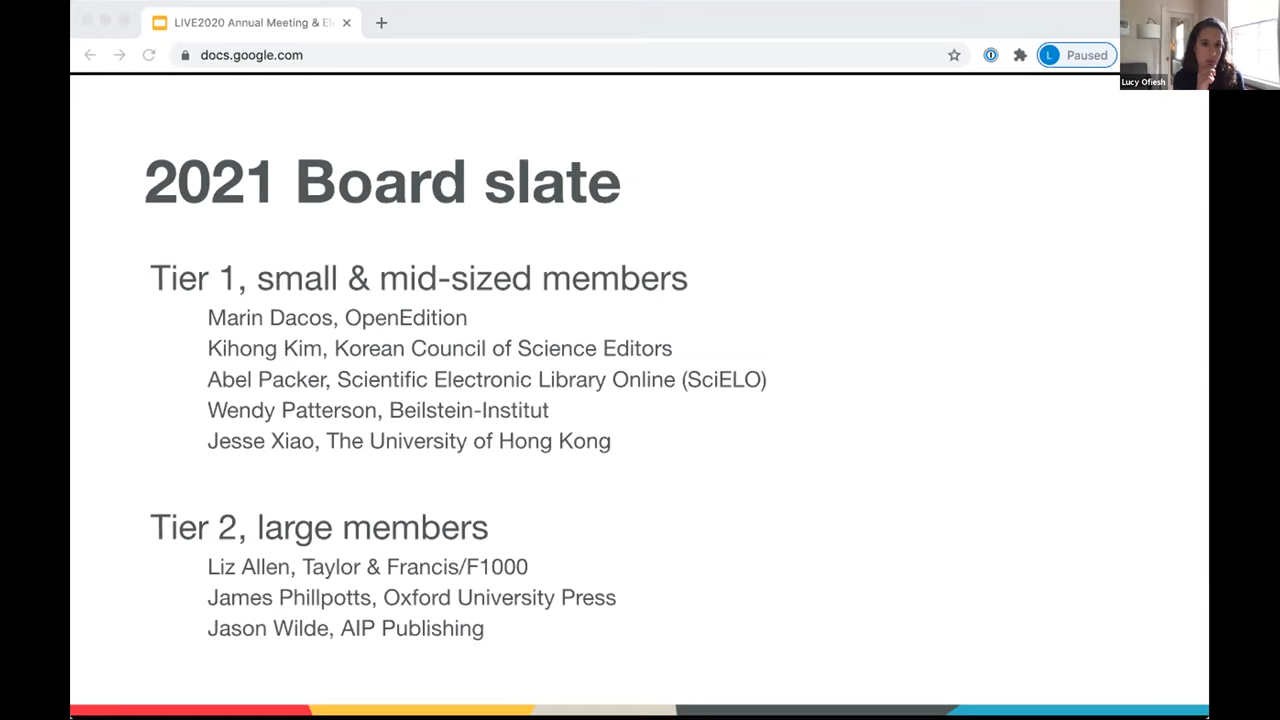 LIVE2020 Annual Meeting & El
docs.google.com
L Paused
Lucy Ofiesh
2021 Board slate
Tier 1, small & mid-sized members
Marin Dacos, OpenEdition
Kihong Kim, Korean Council of Science Editors
Abel Packer, Scientific Electronic Library Online (SciELO)
Wendy Patterson, Beilstein-Institut
Jesse Xiao, The University of Hong Kong
Tier 2, large members
Liz Allen, Taylor & Francis/F1000
James Phillpotts, Oxford University Press
Jason Wilde, AIP Publishing